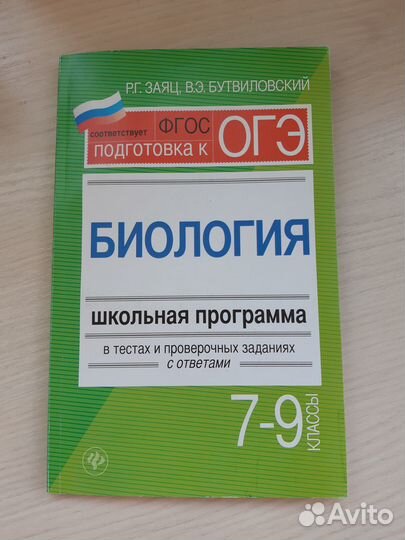 Р.Г. ЗАЯЦ, В.Э. БУТВИЛОВСКИЙ
соответствует ФГОС
подготовка к ОГЭ
БИОЛОГИЯ
школьная программа
в тестах и проверочных заданиях
с ответами
7-9 КЛАССЫ
Avito